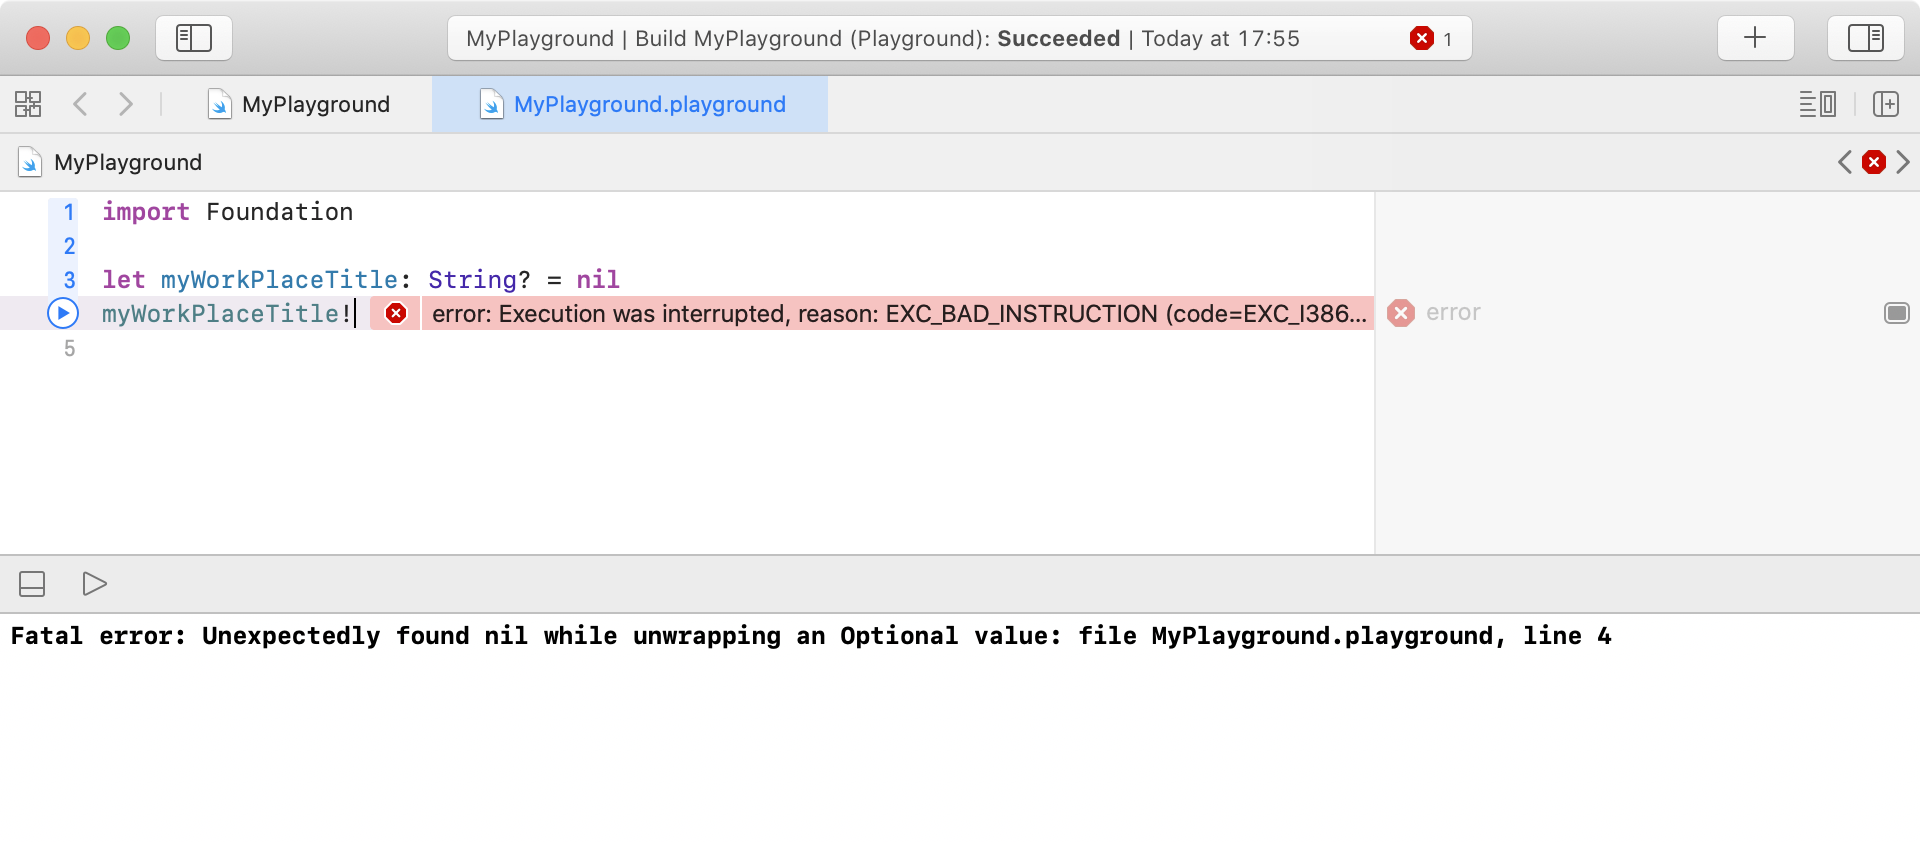 MyPlayground | Build MyPlayground (Playground): Succeeded | Today at 17:55 1
MyPlayground MyPlayground.playground
MyPlayground
1 import Foundation
2
3 let myWorkPlaceTitle: String? = nil
myWorkPlaceTitle! error: Execution was interrupted, reason: EXC_BAD_INSTRUCTION (code=EXC_I386... error
5
Fatal error: Unexpectedly found nil while unwrapping an Optional value: file MyPlayground.playground, line 4